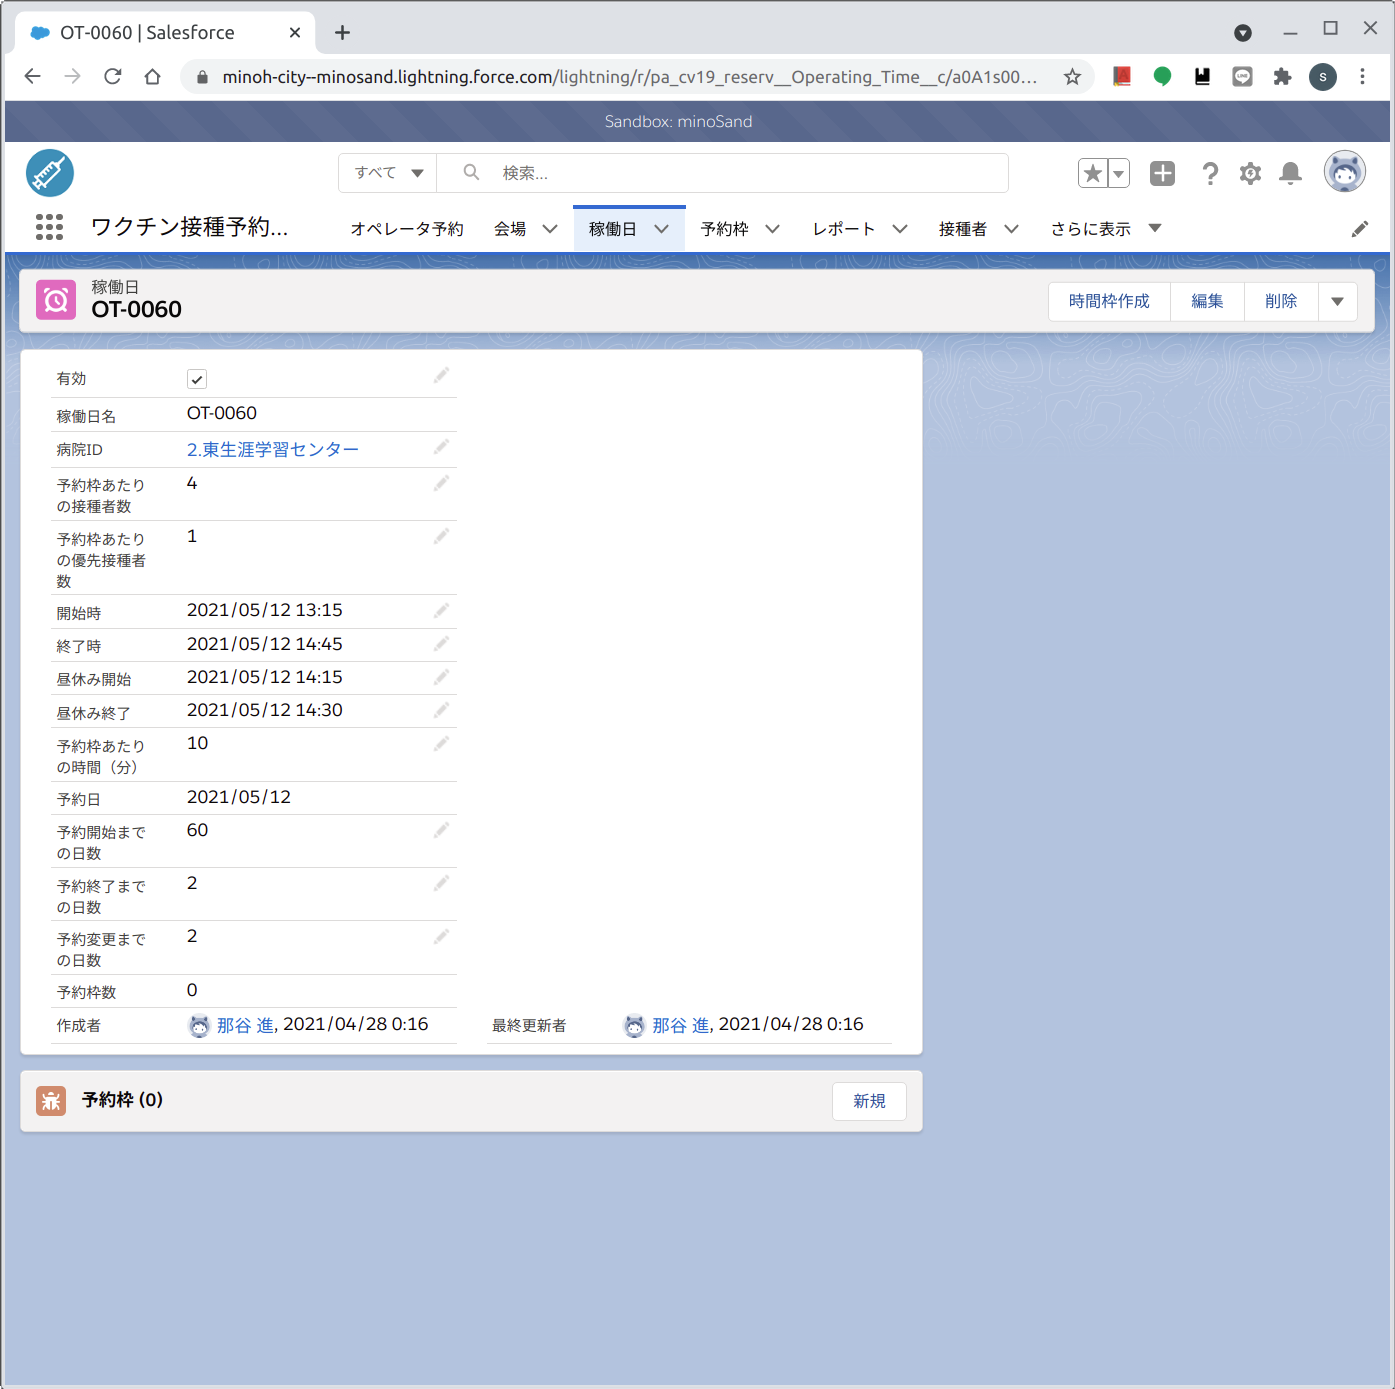 OT-0060 | Salesforce
minoh-city--minosand.lightning.force.com/lightning/r/pa_cv19_reserv__Operating_Time__c/a0A1s00...
S
Sandbox: minoSand
すべて 検索...
ワクチン接種予約... オペレータ予約 会場 稼働日 予約枠 レポート 接種者 さらに表示
稼働日
OT-0060
時間枠作成 編集 削除
有効
稼働日名 OT-0060
病院ID 2.東生涯学習センター
予約枠あたり 4
の接種者数
予約枠あたり 1
の優先接種者
数
開始時 2021/05/12 13:15
終了時 2021/05/12 14:45
昼休み開始 2021/05/12 14:15
昼休み終了 2021/05/12 14:30
予約枠あたり 10
の時間（分）
予約日 2021/05/12
予約開始まで 60
の日数
予約終了まで 2
の日数
予約変更まで 2
の日数
予約枠数 0
作成者 那谷 進, 2021/04/28 0:16 最終更新者 那谷 進, 2021/04/28 0:16
予約枠 (0) 新規